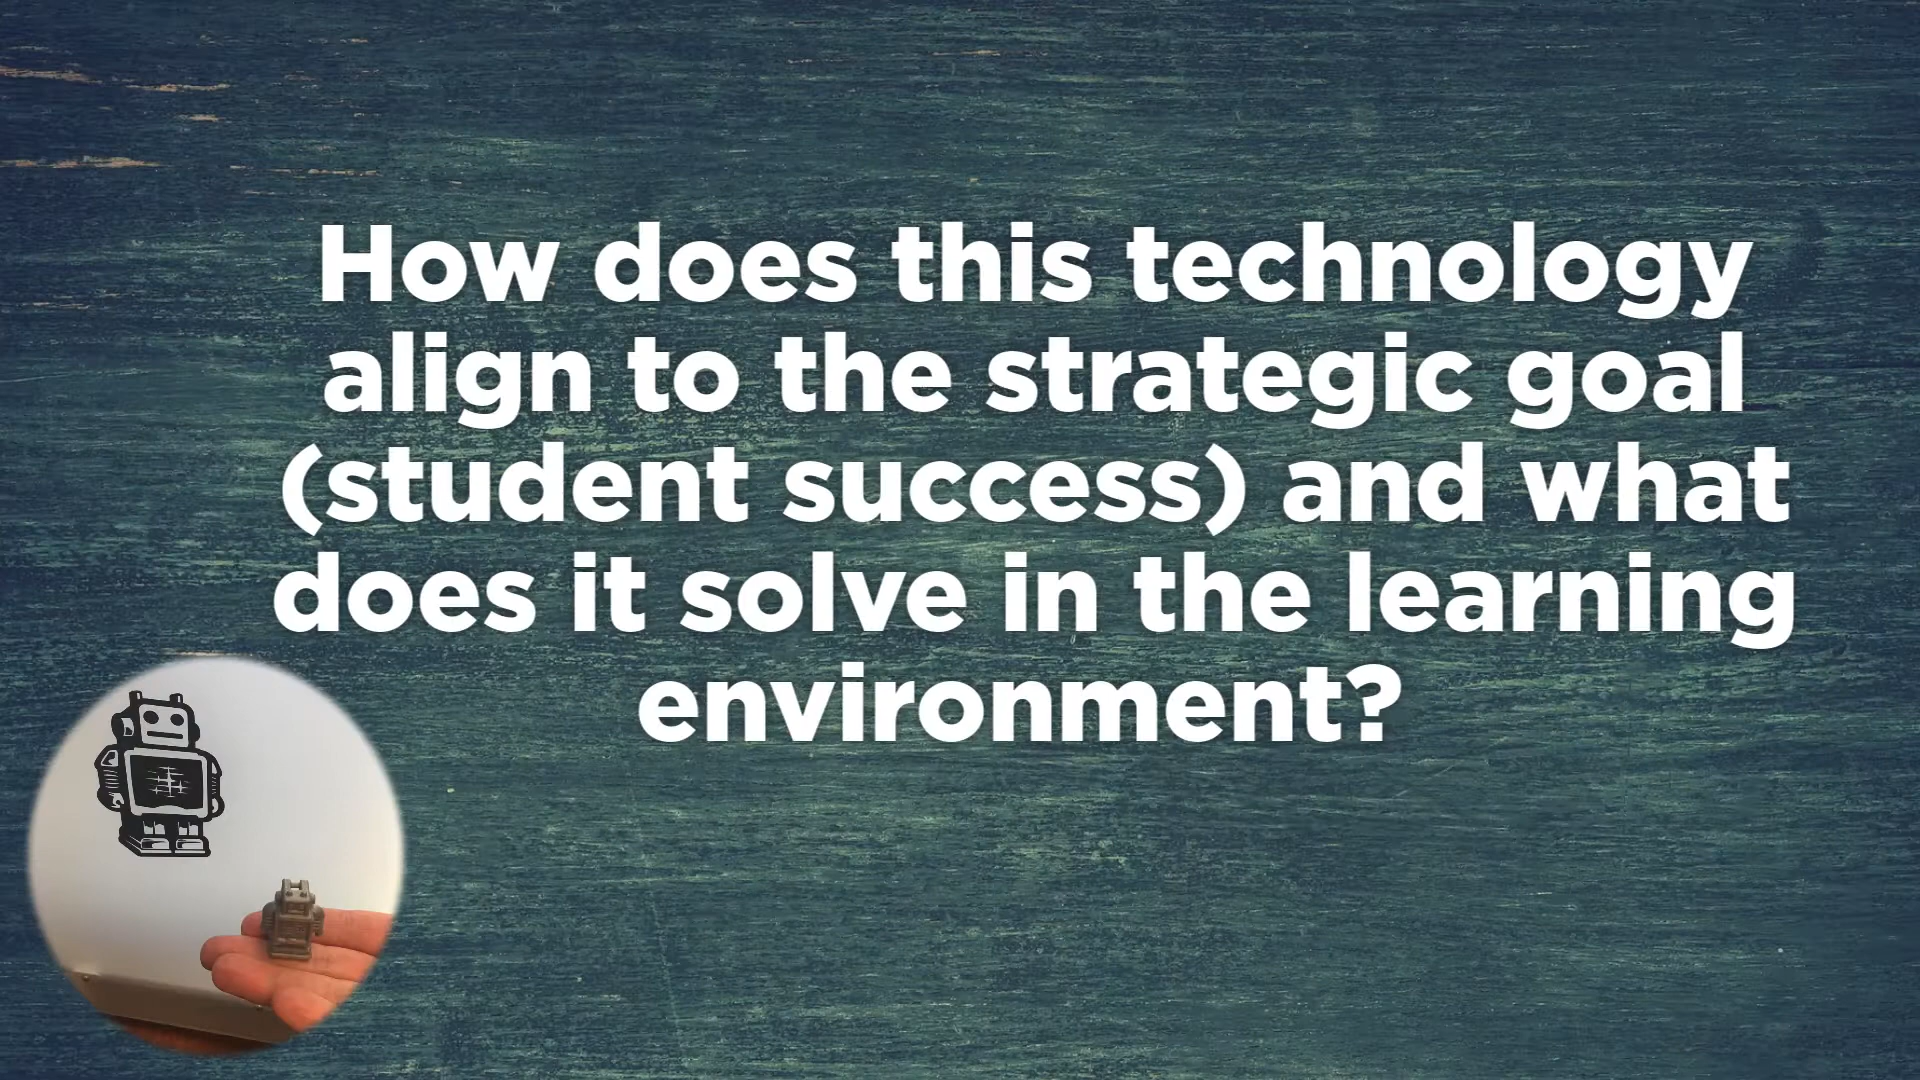 How does this technology
align to the strategic goal
(student success) and what
does it solve in the learning
environment?